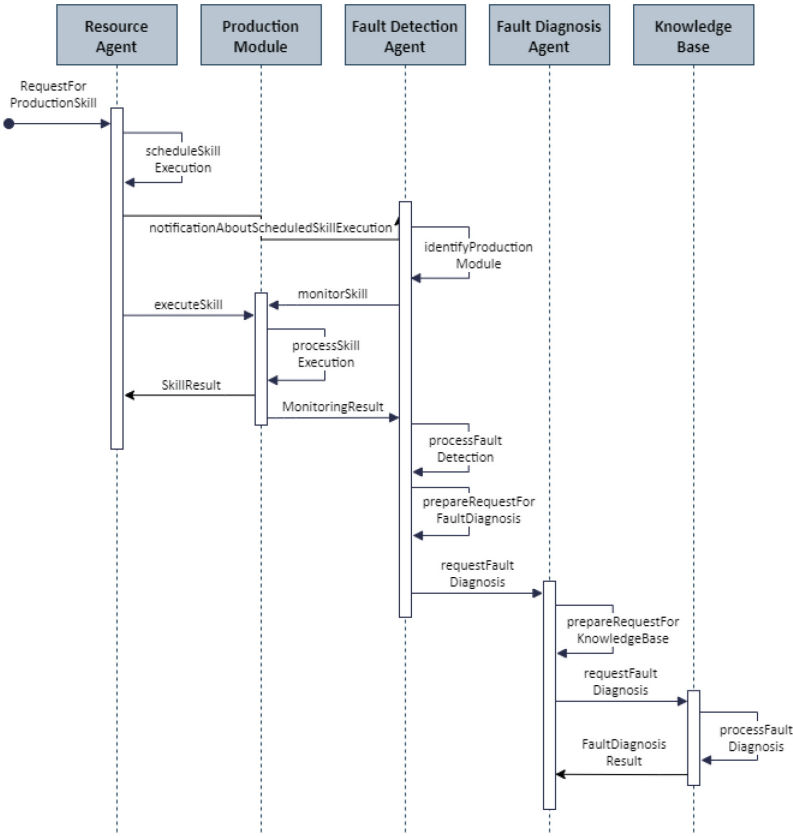 Resource
Agent
Production
Module
Fault Detection
Agent
Fault Diagnosis
Agent
Knowledge
Base
RequestFor
ProductionSkill
scheduleSkill
Execution
notificationAboutScheduledSkillExecution
identifyProduction
Module
monitorSkill
executeSkill
processSkill
Execution
SkillResult
MonitoringResult
processFault
Detection
prepareRequestFor
FaultDiagnosis
requestFault
Diagnosis
prepareRequestFor
KnowledgeBase
requestFault
Diagnosis
processFault
Diagnosis
FaultDiagnosis
Result